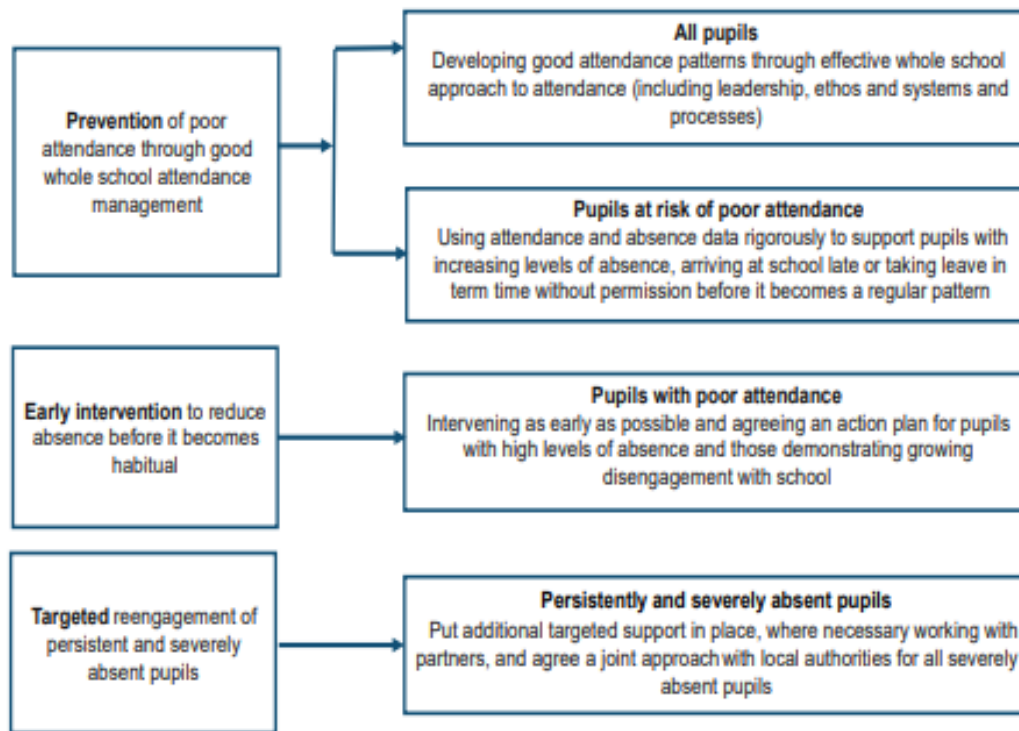 Prevention of poor
attendance through good
whole school attendance
management
All pupils
Developing good attendance patterns through effective whole school
approach to attendance (including leadership, ethos and systems and
processes)
Pupils at risk of poor attendance
Using attendance and absence data rigorously to support pupils with
increasing levels of absence, arriving at school late or taking leave in
term time without permission before it becomes a regular pattern
Early intervention to reduce
absence before it becomes
habitual
Pupils with poor attendance
Intervening as early as possible and agreeing an action plan for pupils
with high levels of absence and those demonstrating growing
disengagement with school
Targeted reengagement of
persistent and severely
absent pupils
Persistently and severely absent pupils
Put additional targeted support in place, where necessary working with
partners, and agree a joint approach with local authorities for all severely
absent pupils